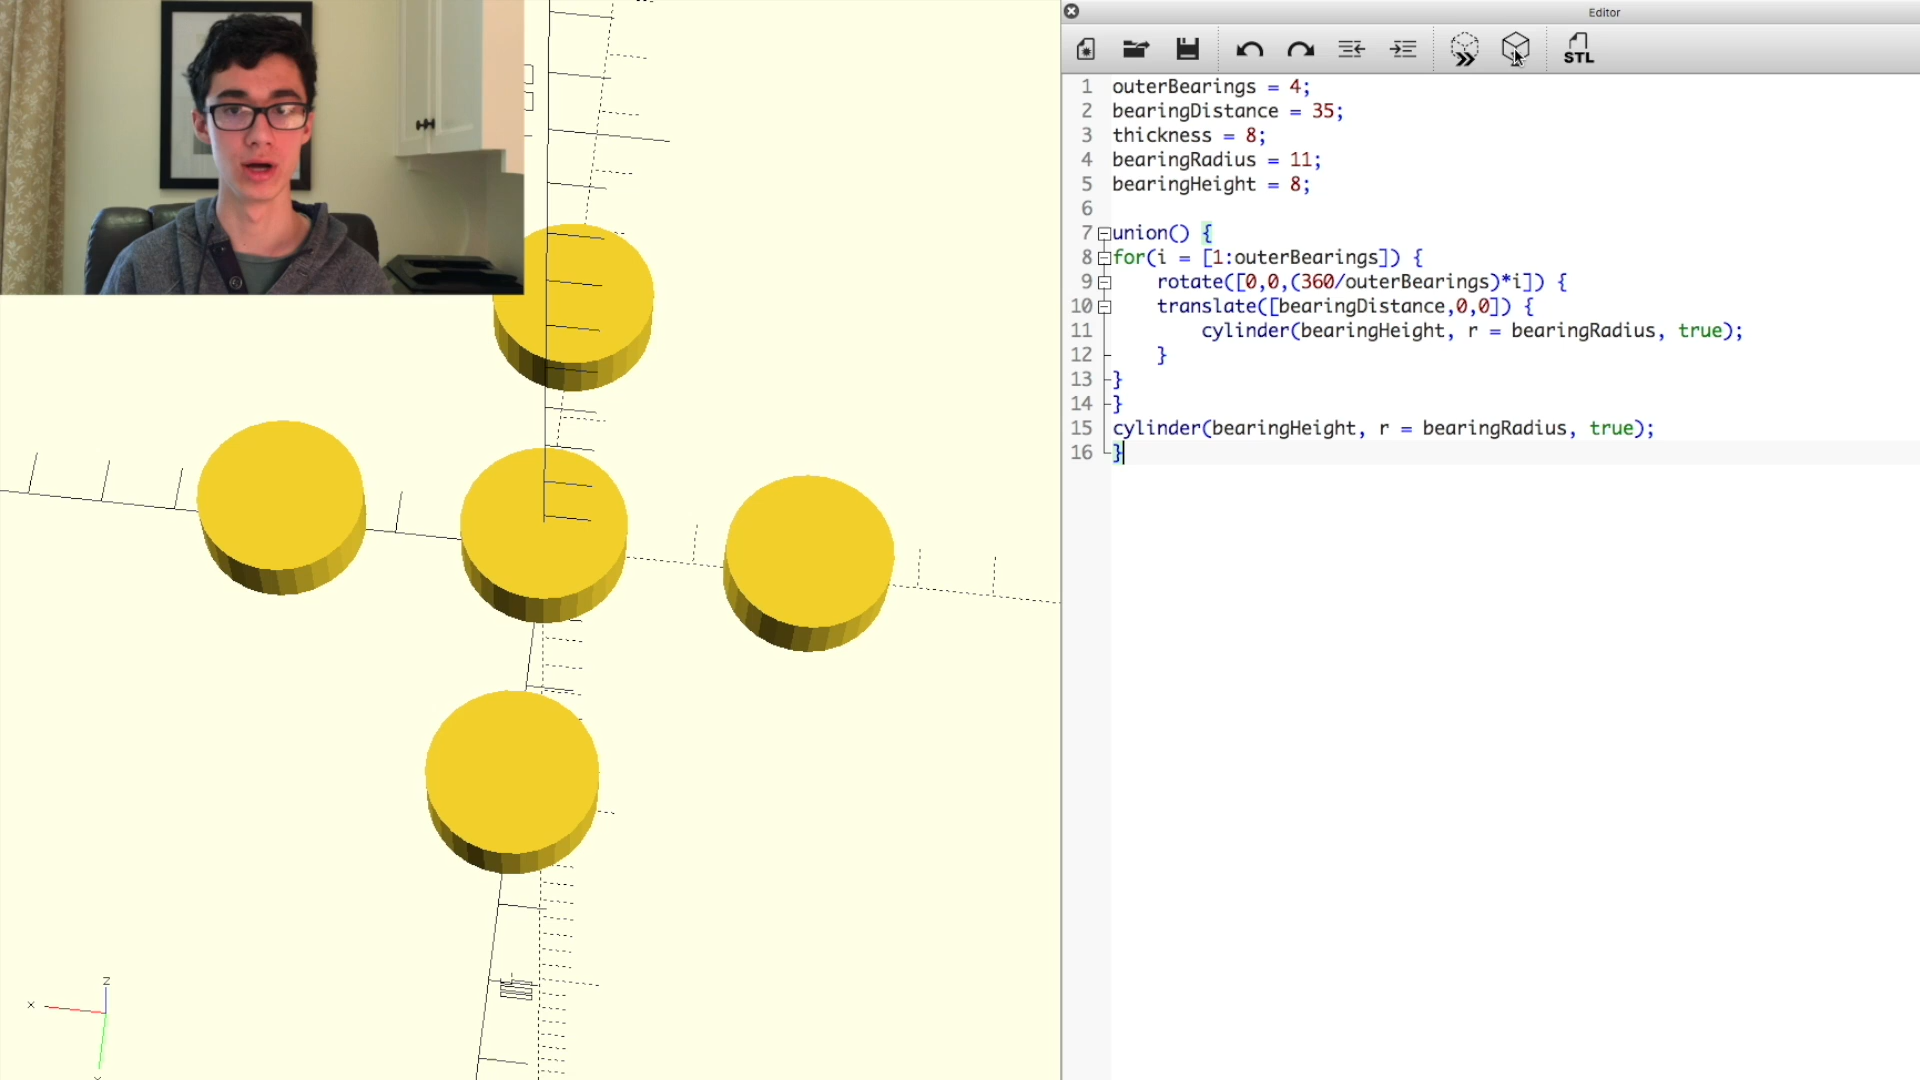 Editor
STL
1 outerBearings = 4;
2 bearingDistance = 35;
3 thickness = 8;
4 bearingRadius = 11;
5 bearingHeight = 8;
6
7 union() {
8 for(i = [1:outerBearings]) {
9 rotate([0,0,(360/outerBearings)*i]) {
10 translate([bearingDistance,0,0]) {
11 cylinder(bearingHeight, r = bearingRadius, true);
12 }
13 }
14 }
15 cylinder(bearingHeight, r = bearingRadius, true);
16 }
z
x